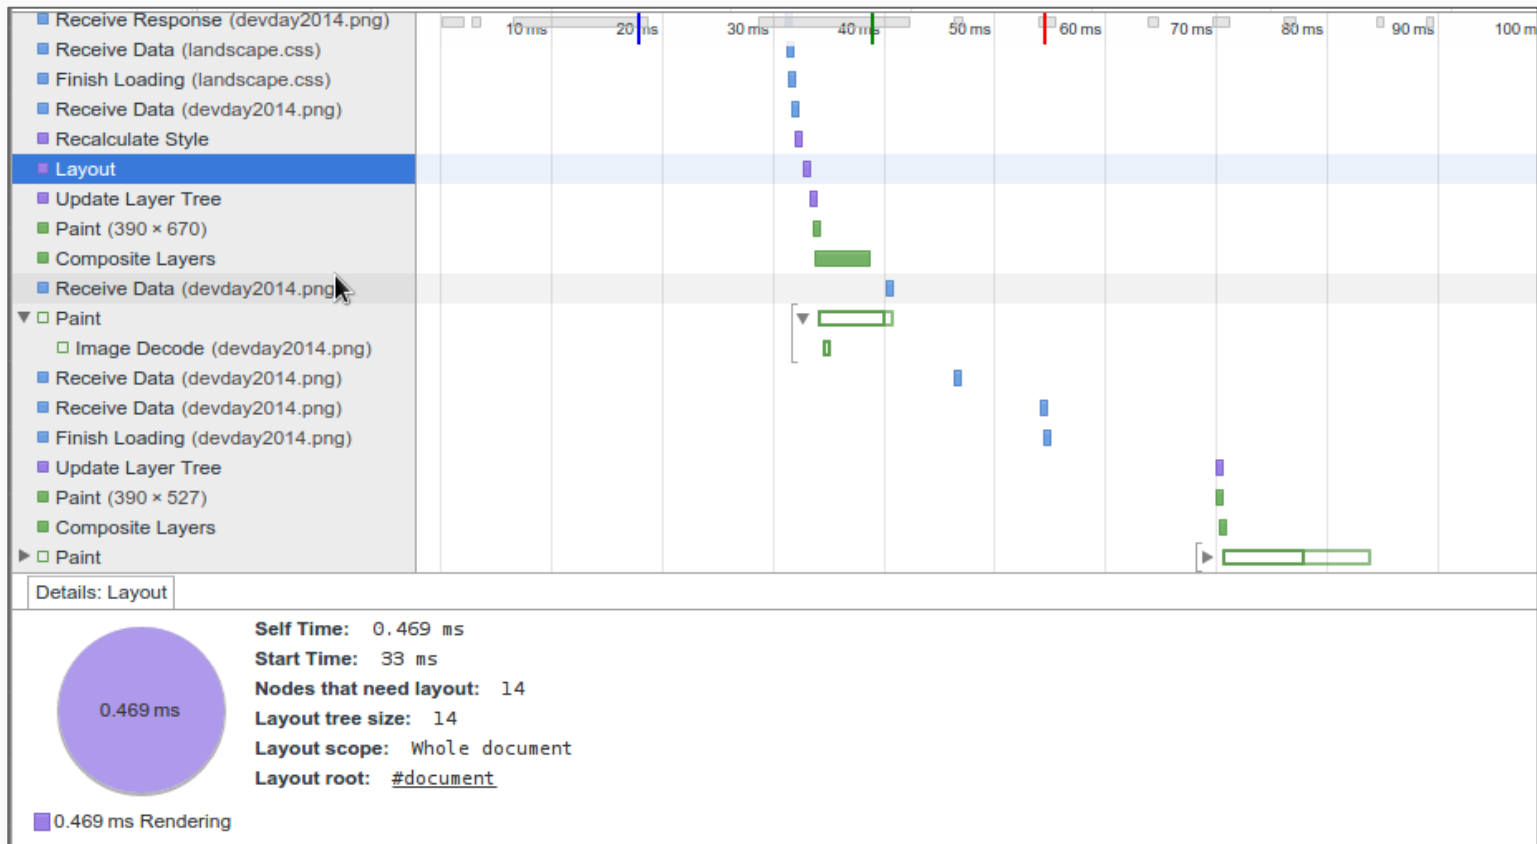 Receive Response (devday2014.png)
10 ms 20 ms 30 ms 40 ms 50 ms 60 ms 70 ms 80 ms 90 ms 100 m
Receive Data (landscape.css)
Finish Loading (landscape.css)
Receive Data (devday2014.png)
Recalculate Style
Layout
Update Layer Tree
Paint (390 × 670)
Composite Layers
Receive Data (devday2014.png
Paint
Image Decode (devday2014.png)
Receive Data (devday2014.png)
Receive Data (devday2014.png)
Finish Loading (devday2014.png)
Update Layer Tree
Paint (390 × 527)
Composite Layers
Paint
Details: Layout
Self Time: 0.469 ms
Start Time: 33 ms
Nodes that need layout: 14
Layout tree size: 14
Layout scope: Whole document
Layout root: #document
0.469 ms
0.469 ms Rendering